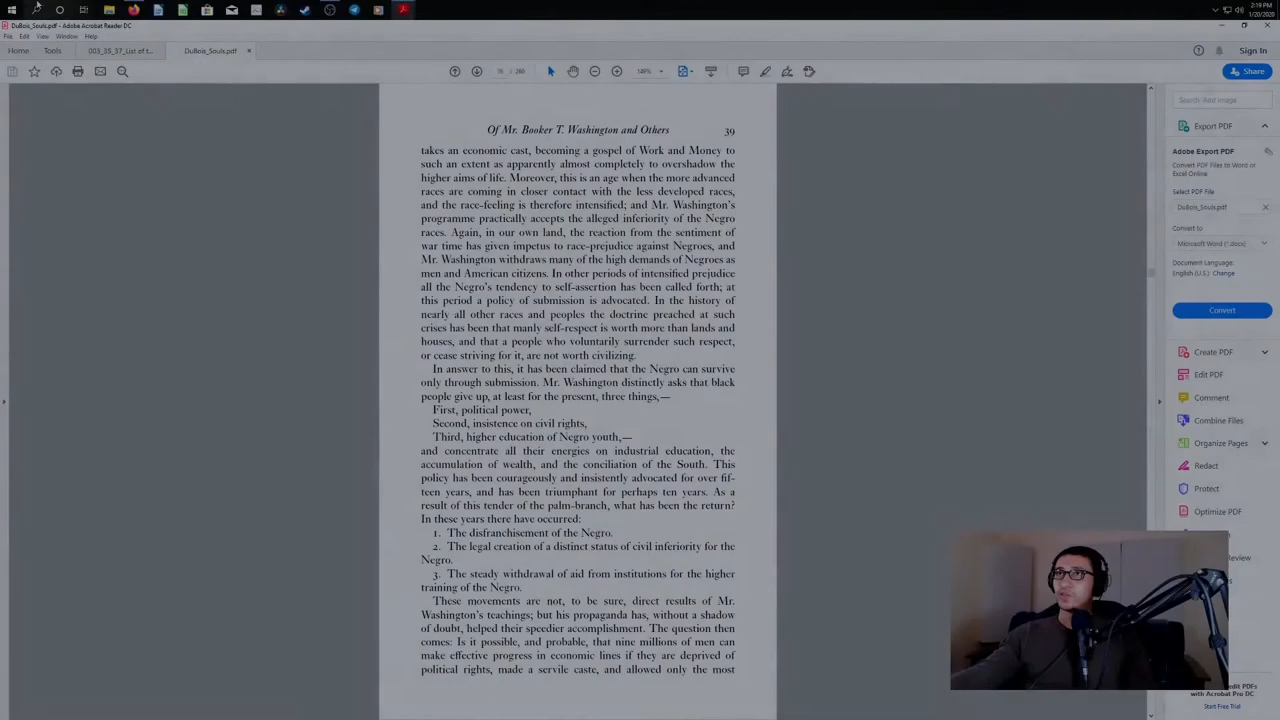 2:19 PM
1/20/2020
DuBois_Souls.pdf - Adobe Acrobat Reader DC
File Edit View Window Help
Home Tools 003_35_37_List of t... DuBois_Souls.pdf × Sign In
76 / 280 149% Share
Of Mr. Booker T. Washington and Others 39
takes an economic cast, becoming a gospel of Work and Money to
such an extent as apparently almost completely to overshadow the
higher aims of life. Moreover, this is an age when the more advanced
races are coming in closer contact with the less developed races,
and the race-feeling is therefore intensified; and Mr. Washington's
programme practically accepts the alleged inferiority of the Negro
races. Again, in our own land, the reaction from the sentiment of
war time has given impetus to race-prejudice against Negroes, and
Mr. Washington withdraws many of the high demands of Negroes as
men and American citizens. In other periods of intensified prejudice
all the Negro's tendency to self-assertion has been called forth; at
this period a policy of submission is advocated. In the history of
nearly all other races and peoples the doctrine preached at such
crises has been that manly self-respect is worth more than lands and
houses, and that a people who voluntarily surrender such respect,
or cease striving for it, are not worth civilizing.
In answer to this, it has been claimed that the Negro can survive
only through submission. Mr. Washington distinctly asks that black
people give up, at least for the present, three things,—
First, political power,
Second, insistence on civil rights,
Third, higher education of Negro youth,—
and concentrate all their energies on industrial education, the
accumulation of wealth, and the conciliation of the South. This
policy has been courageously and insistently advocated for over fif-
teen years, and has been triumphant for perhaps ten years. As a
result of this tender of the palm-branch, what has been the return?
In these years there have occurred:
1. The disfranchisement of the Negro.
2. The legal creation of a distinct status of civil inferiority for the
Negro.
3. The steady withdrawal of aid from institutions for the higher
training of the Negro.
These movements are not, to be sure, direct results of Mr.
Washington's teachings; but his propaganda has, without a shadow
of doubt, helped their speedier accomplishment. The question then
comes: Is it possible, and probable, that nine millions of men can
make effective progress in economic lines if they are deprived of
political rights, made a servile caste, and allowed only the most
Search 'Add image'
Export PDF
Adobe Export PDF
Convert PDF Files to Word or
Excel Online
Select PDF File
DuBois_Souls.pdf ×
Convert to
Microsoft Word (*.docx)
Document Language:
English (U.S.) Change
Convert
Create PDF
Edit PDF
Comment
Combine Files
Organize Pages
Redact
Protect
Optimize PDF
Review
edit PDFs
with Acrobat Pro DC
Start Free Trial